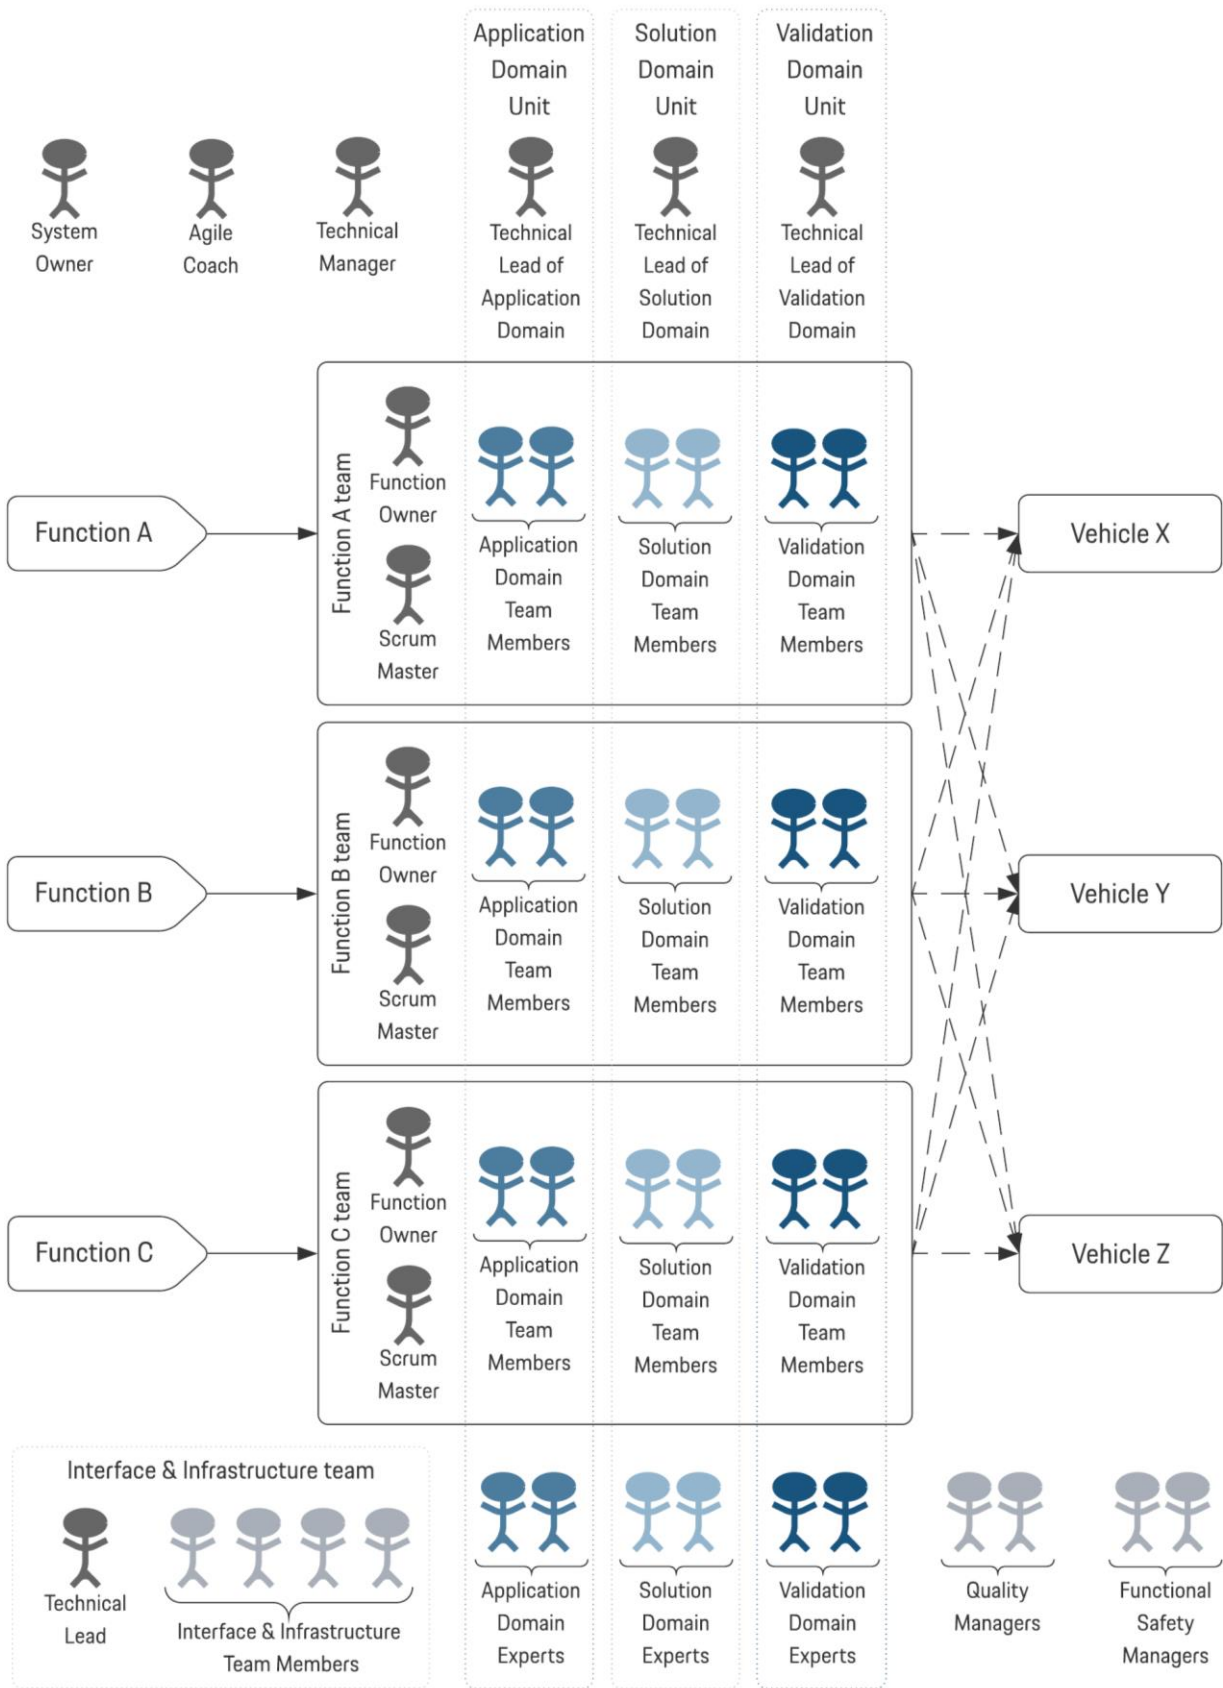 Application
Domain
Unit
Solution
Domain
Unit
Validation
Domain
Unit
System
Owner
Agile
Coach
Technical
Manager
Technical
Lead of
Application
Domain
Technical
Lead of
Solution
Domain
Technical
Lead of
Validation
Domain
Function A
Function A team
Function
Owner
Scrum
Master
Application
Domain
Team
Members
Solution
Domain
Team
Members
Validation
Domain
Team
Members
Vehicle X
Function B
Function B team
Function
Owner
Scrum
Master
Application
Domain
Team
Members
Solution
Domain
Team
Members
Validation
Domain
Team
Members
Vehicle Y
Function C
Function C team
Function
Owner
Scrum
Master
Application
Domain
Team
Members
Solution
Domain
Team
Members
Validation
Domain
Team
Members
Vehicle Z
Interface & Infrastructure team
Technical
Lead
Interface & Infrastructure
Team Members
Application
Domain
Experts
Solution
Domain
Experts
Validation
Domain
Experts
Quality
Managers
Functional
Safety
Managers